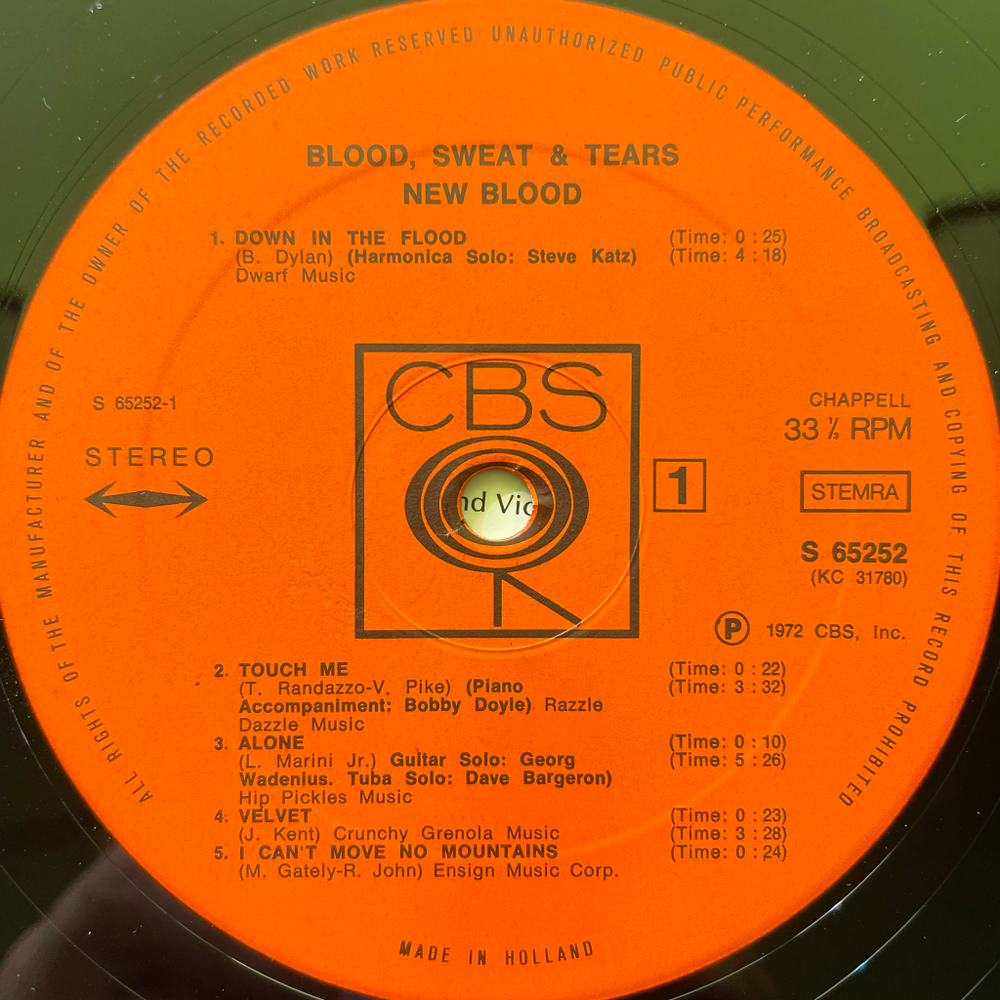 ALL RIGHTS OF THE MANUFACTURER AND OF THE OWNER OF THE RECORDED WORK RESERVED UNAUTHORIZED PUBLIC PERFORMANCE BROADCASTING AND COPYING OF THIS RECORD PROHIBITED
BLOOD, SWEAT & TEARS
NEW BLOOD
1. DOWN IN THE FLOOD (Time: 0 : 25)
(B. Dylan) (Harmonica Solo: Steve Katz) (Time: 4 : 18)
Dwarf Music
CBS
S 65252-1
STEREO
nd Vic
1
CHAPPELL
33 ⅓ RPM
STEMRA
S 65252
(KC 31780)
Ⓟ 1972 CBS, Inc.
2. TOUCH ME (Time: 0 : 22)
(T. Randazzo-V. Pike) (Piano (Time: 3 : 32)
Accompaniment: Bobby Doyle) Razzle
Dazzle Music
3. ALONE (Time: 0 : 10)
(L. Marini Jr.) Guitar Solo: Georg (Time: 5 : 26)
Wadenius. Tuba Solo: Dave Bargeron)
Hip Pickles Music
4. VELVET (Time: 0 : 23)
(J. Kent) Crunchy Grenola Music (Time: 3 : 28)
5. I CAN'T MOVE NO MOUNTAINS (Time: 0 : 24)
(M. Gately-R. John) Ensign Music Corp.
MADE IN HOLLAND